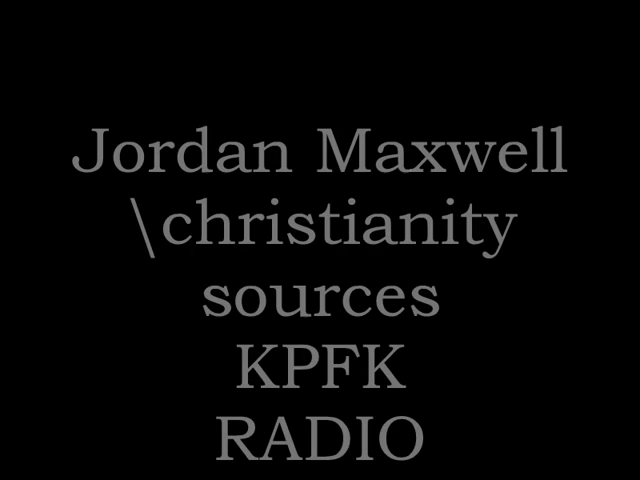 Jordan Maxwell
\christianity
sources
KPFK
RADIO